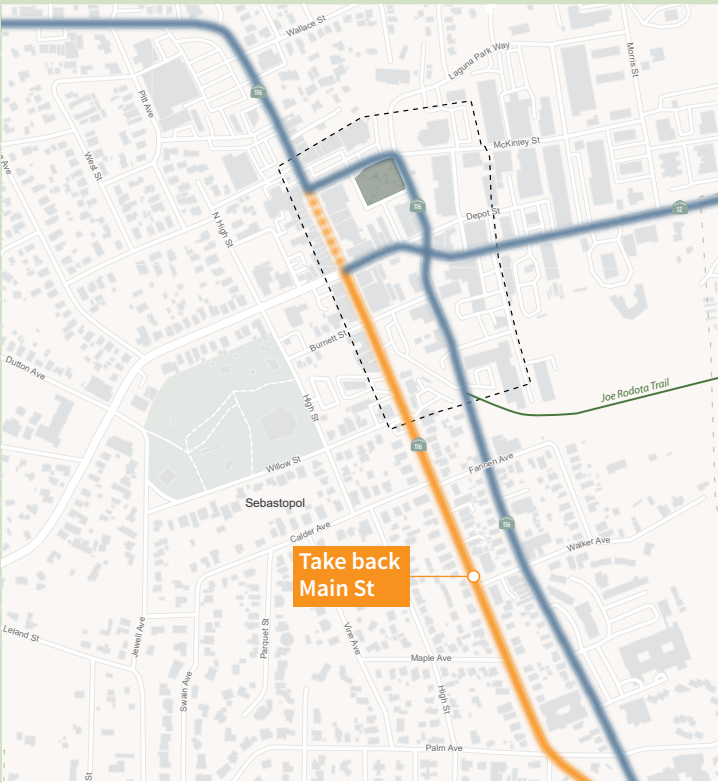 Wallace St
Laguna Park Way
Morris St
116
Pitt Ave
McKinley St
West St
Ave
116
12
N High St
Depot St
Burnett St
Dutton Ave
Joe Rodota Trail
High St
116
Willow St
Fannen Ave
Sebastopol
116
Calder Ave
Walker Ave
Take back
Main St
Leland St
Jewell Ave
Parquet St
Vine Ave
Maple Ave
Swain Ave
High St
Palm Ave
St